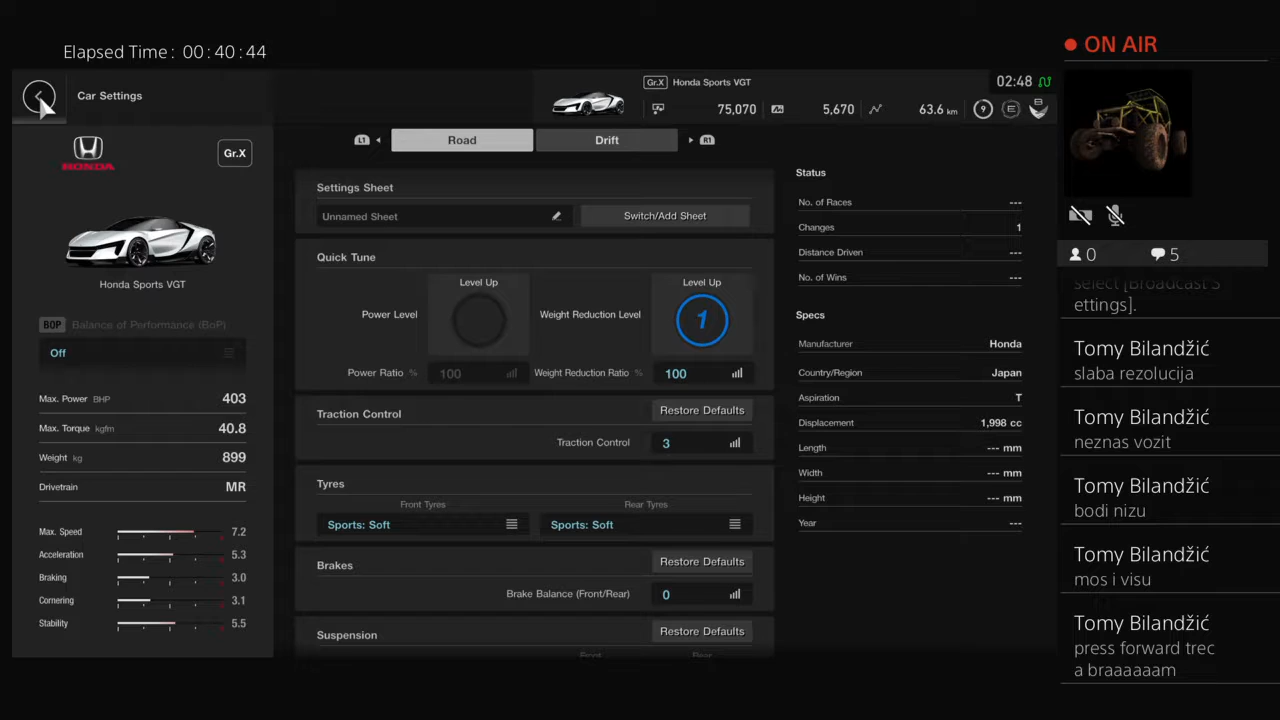 Elapsed Time: 00:40:44
ON AIR
Car Settings
Gr.X Honda Sports VGT
02:48
75,070
5,670
63.6 km
9
E
B
HONDA
Gr.X
L1 Road Drift R1
Honda Sports VGT
BOP Balance of Performance (BoP)
Off
Max. Power BHP 403
Max. Torque kgfm 40.8
Weight kg 899
Drivetrain MR
Max. Speed 7.2
Acceleration 5.3
Braking 3.0
Cornering 3.1
Stability 5.5
Settings Sheet
Unnamed Sheet
Switch/Add Sheet
Quick Tune
Level Up
Level Up
Power Level
Weight Reduction Level 1
Power Ratio % 100
Weight Reduction Ratio % 100
Traction Control
Restore Defaults
Traction Control 3
Tyres
Front Tyres
Rear Tyres
Sports: Soft
Sports: Soft
Brakes
Restore Defaults
Brake Balance (Front/Rear) 0
Suspension
Restore Defaults
Front
Rear
Status
No. of Races ---
Changes 1
Distance Driven ---
No. of Wins ---
Specs
Manufacturer Honda
Country/Region Japan
Aspiration T
Displacement 1,998 cc
Length --- mm
Width --- mm
Height --- mm
Year ---
0 5
select [Broadcast S
ettings].
Tomy Bilandžić
slaba rezolucija
Tomy Bilandžić
neznas vozit
Tomy Bilandžić
bodi nizu
Tomy Bilandžić
mos i visu
Tomy Bilandžić
press forward trec
a braaaaaam